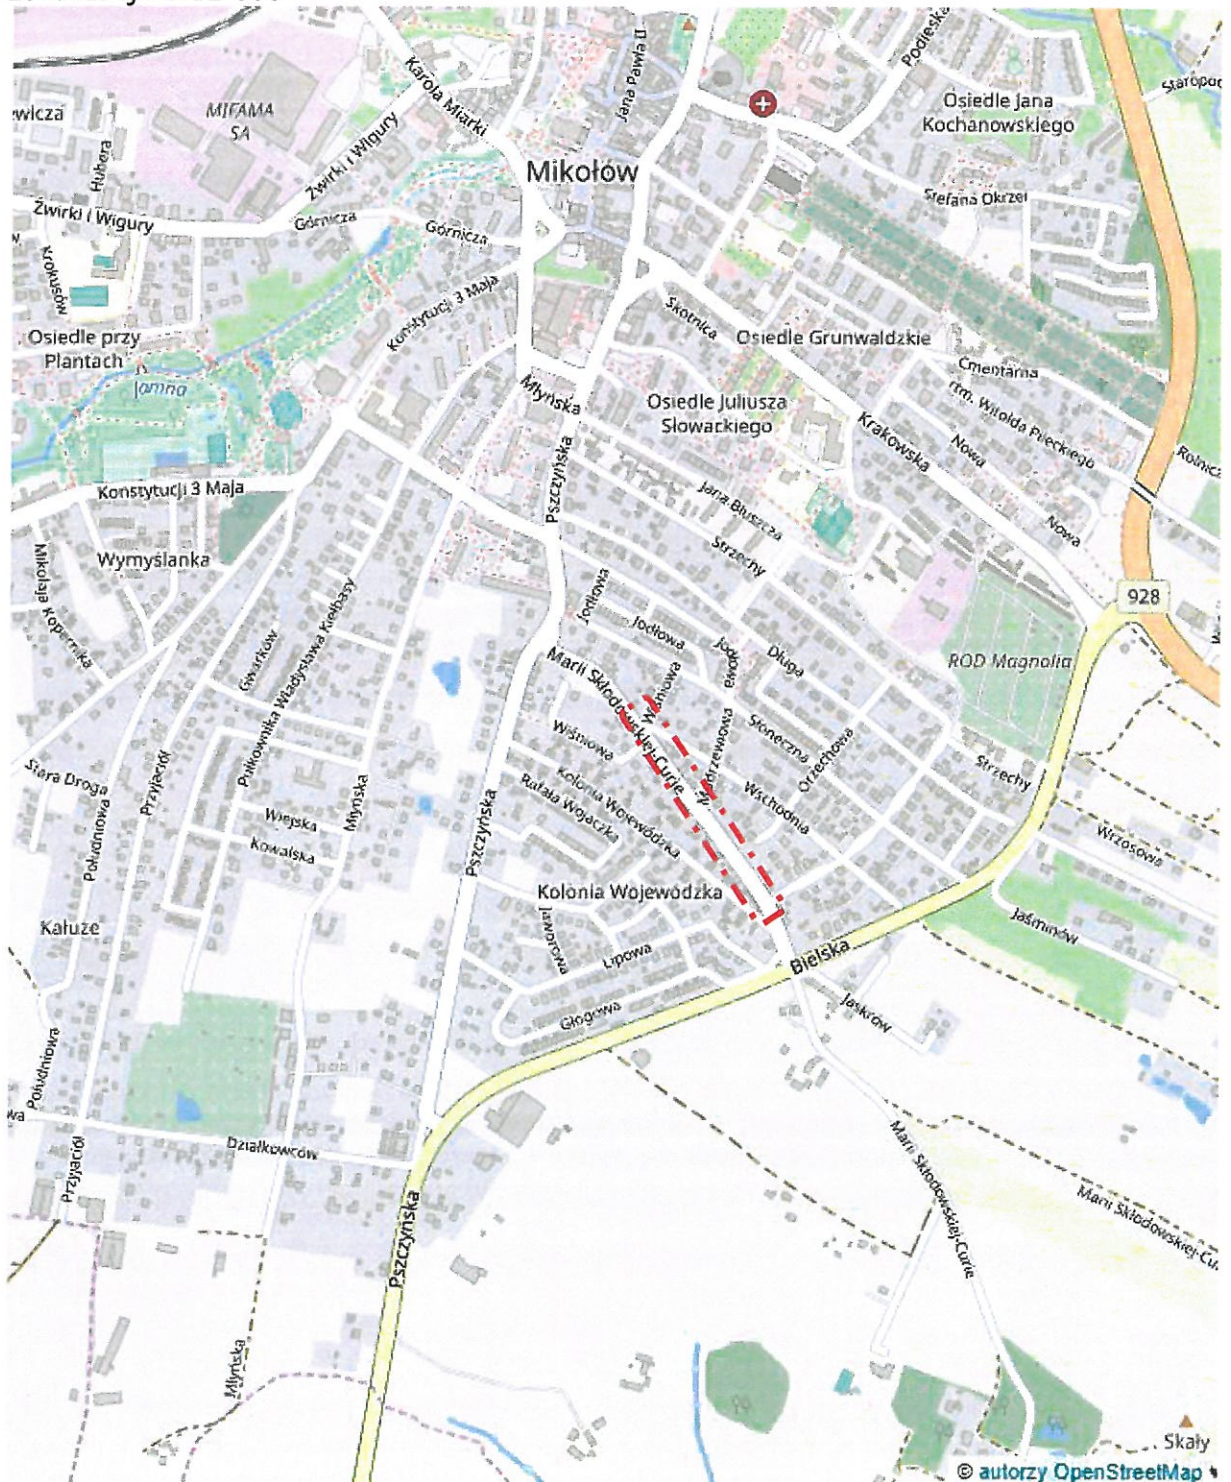 Karola Miarki
Jana Pawła II
Podleska
Staropod
ewicza
MIFAMA
SA
Osiedle Jana
Kochanowskiego
Hubera
Żwirki i Wigury
Mikołów
Stefana Okrzei
Żwirki i Wigury
Górnicza
Górnicza
Krokusów
Konstytucji 3 Maja
Skotnica
Osiedle przy
Plantach
Osiedle Grunwaldzkie
Jamna
Cmentarna
Młyńska
Osiedle Juliusza
Słowackiego
rtm. Witolda Pileckiego
Krakowska
Nowa
Rolnicz
Pszczyńska
Konstytucji 3 Maja
Jana Bluszcza
Nowa
Strzechy
Wymyślanka
Mikołaja Kopernika
Jodłowa
928
Pułkownika Władysława Kiełbasy
Gwarków
Jodłowa
Jodłowa
Długa
ROD Magnolia
Marii Skłodowskiej-Curie
Wiśniowa
Wiśniowa
Słoneczna
Orzechowa
Strzechy
Stara Droga
Przyjaciół
Kolonia Wojewódzka
Rafała Wojaczka
Wschodnia
Młyńska
Pszczyńska
Południowa
Wiejska
Kowalska
Wrzosowa
Kolonia Wojewódzka
Kałuże
Jaworowa
Jaśminów
Lipowa
Bielska
Głogowa
Jaskrów
Południowa
wa
Działkowców
Przyjaciół
Marii Skłodowskiej-Curie
Marii Skłodowskiej-Cu
Pszczyńska
Młyńska
Skały
© autorzy OpenStreetMap